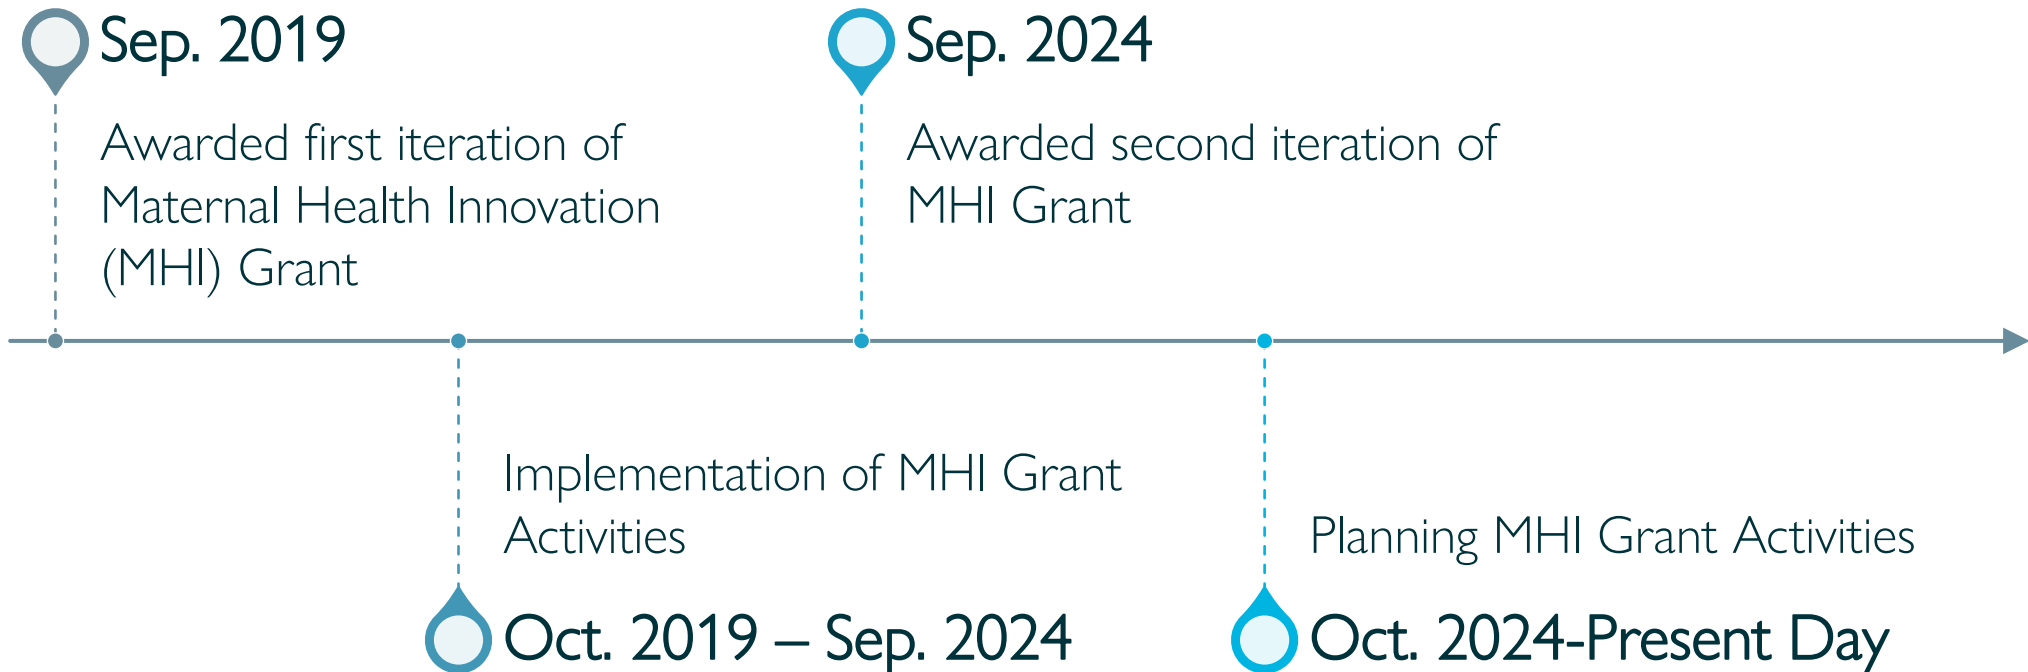 Sep. 2019
Awarded first iteration of
Maternal Health Innovation
(MHI) Grant
Implementation of MHI Grant
Activities
Oct. 2019 – Sep. 2024
Sep. 2024
Awarded second iteration of
MHI Grant
Planning MHI Grant Activities
Oct. 2024-Present Day